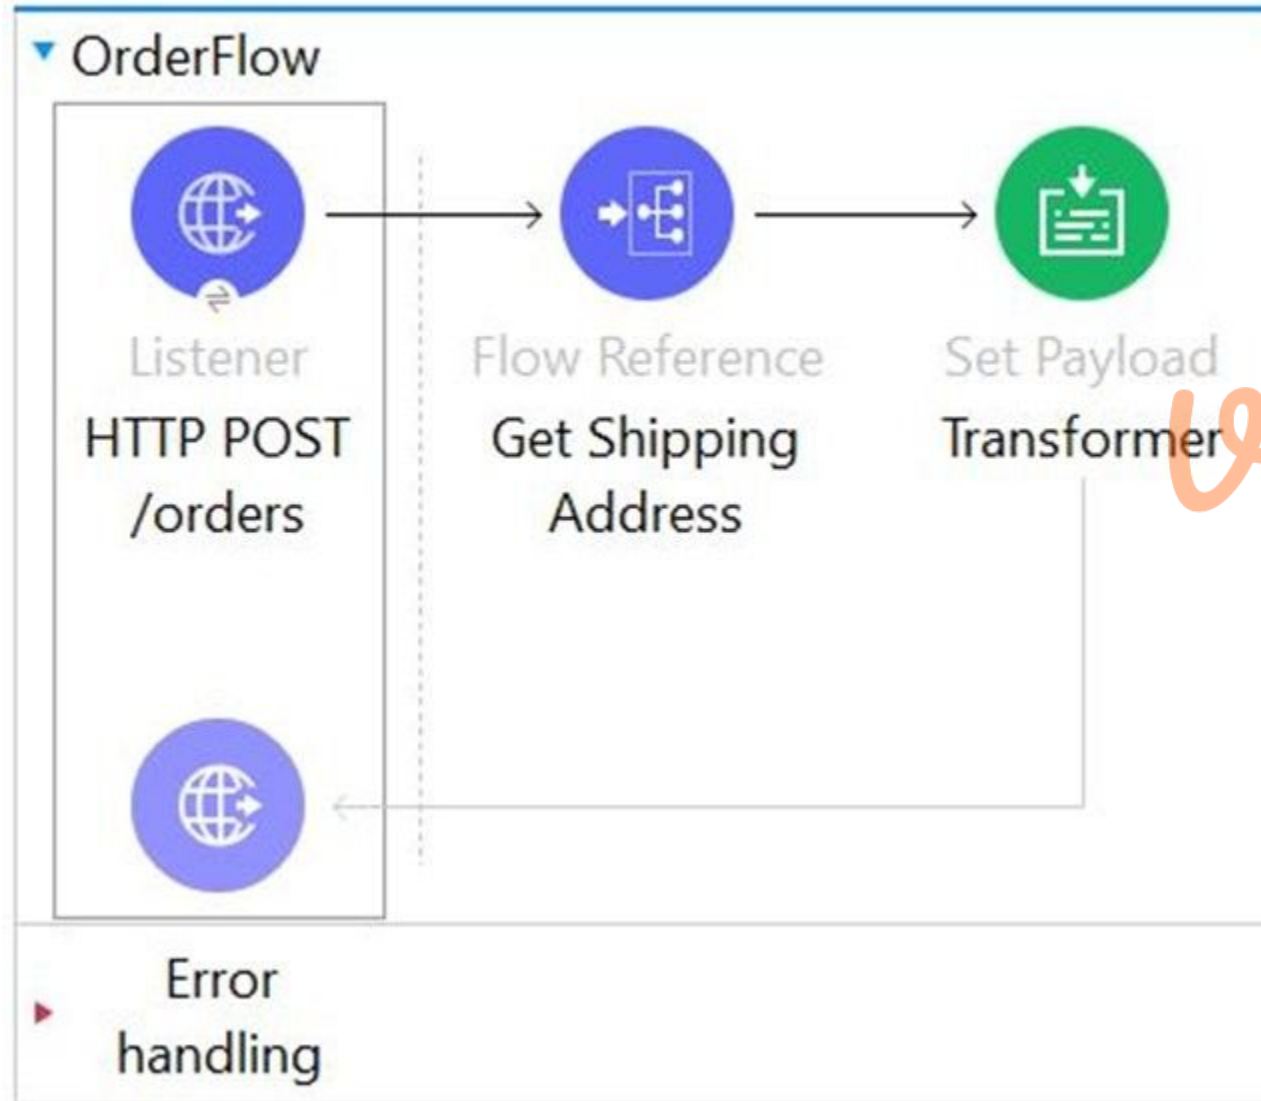 OrderFlow
Listener
HTTP POST
/orders
Flow Reference
Get Shipping
Address
Set Payload
Transformer
Error
handling